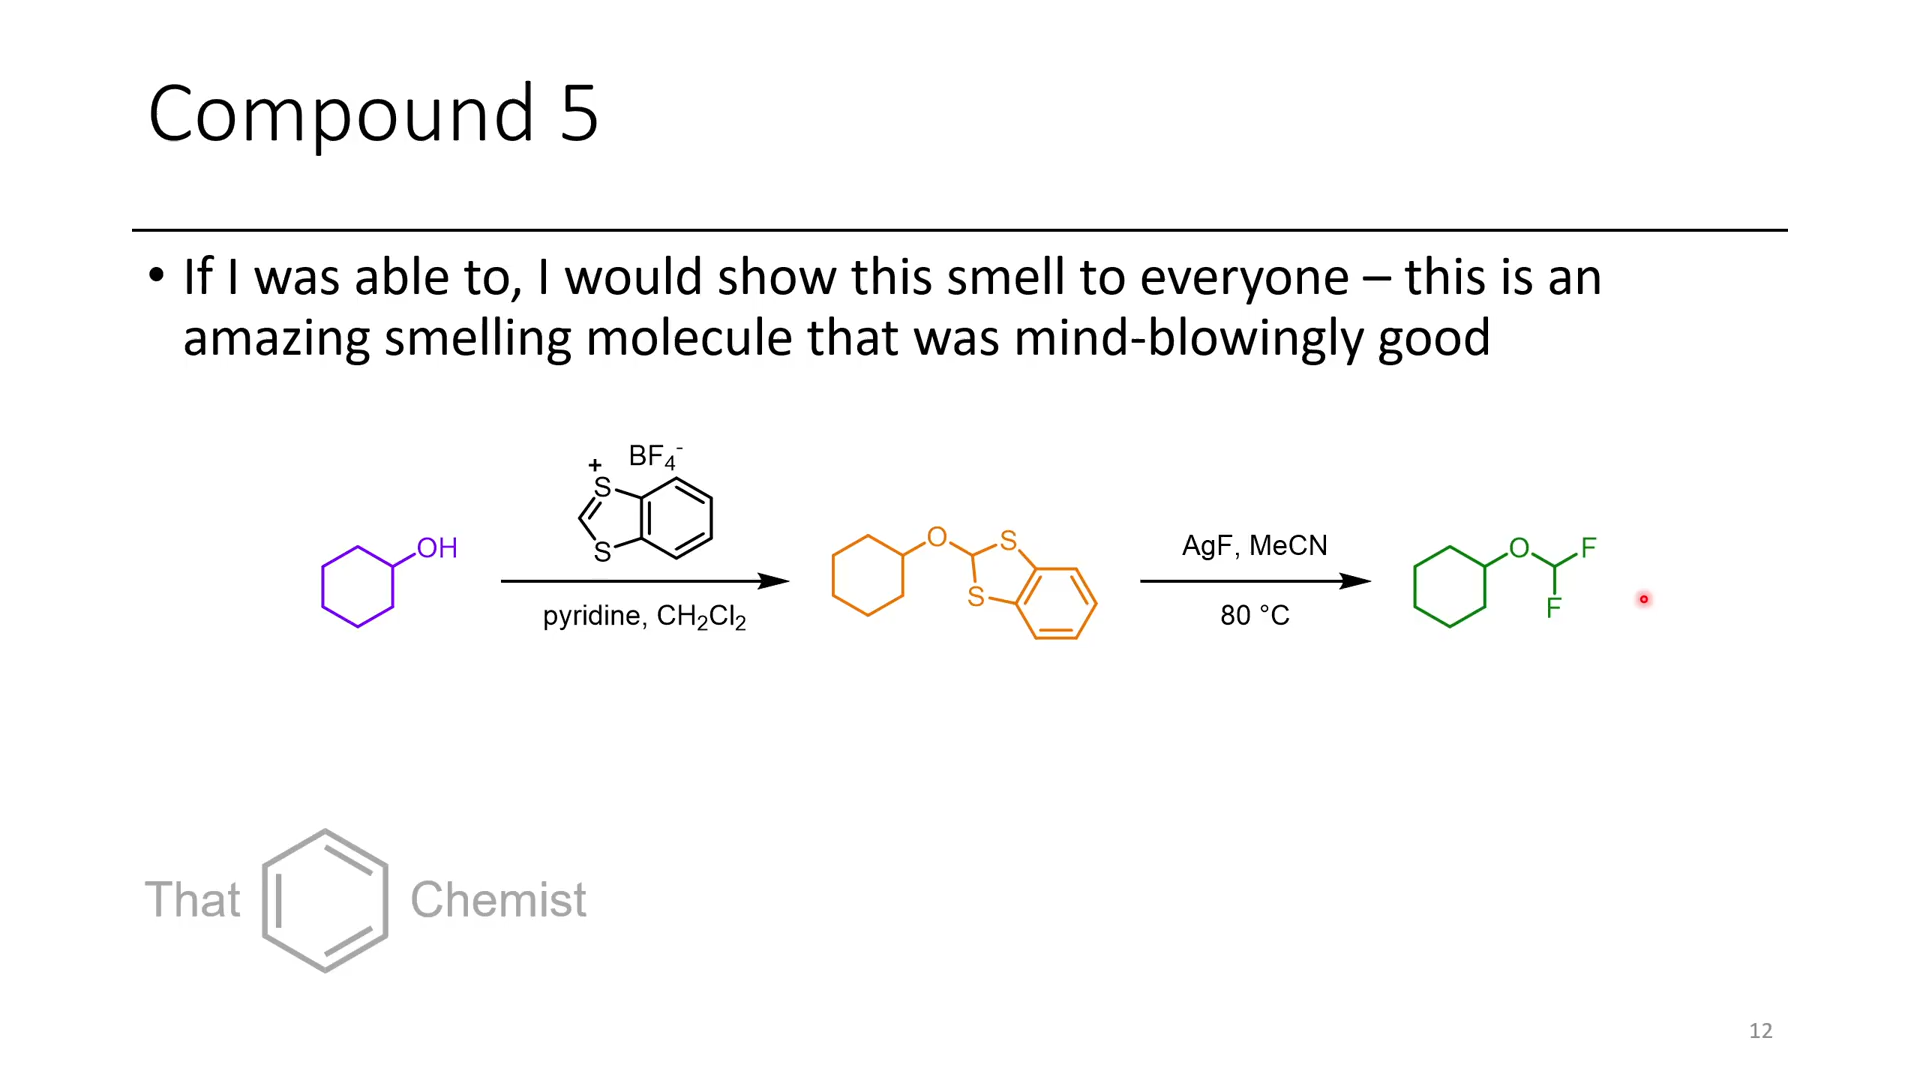 Compound 5
• If I was able to, I would show this smell to everyone – this is an
amazing smelling molecule that was mind-blowingly good
+ BF₄⁻
S
S
OH
pyridine, CH₂Cl₂
O
S
S
AgF, MeCN
80 °C
O
F
F
That Chemist
12